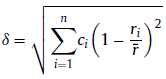 δ = √(∑_{i=1}^{n} c_i (1 − r_i / r̄)²)